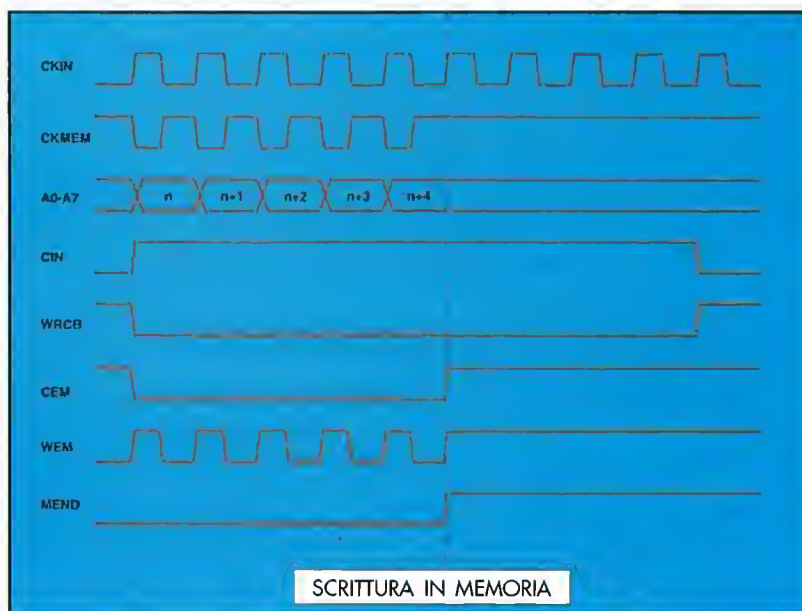 CKIN
CKMEM
A0-A7 n n+1 n+2 n+3 n+4
CIN
WRCB
CEM
WEM
MEND
SCRITTURA IN MEMORIA